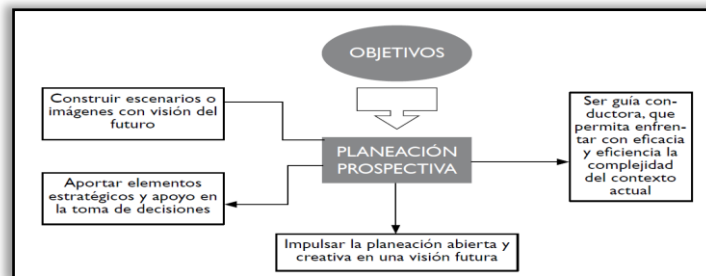 OBJETIVOS
Construir escenarios o
imágenes con visión del
futuro
PLANEACIÓN
PROSPECTIVA
Ser guía con-
ductora, que
permita enfren-
tar con eficacia
y eficiencia la
complejidad
del contexto
actual
Aportar elementos
estratégicos y apoyo en
la toma de decisiones
Impulsar la planeación abierta y
creativa en una visión futura